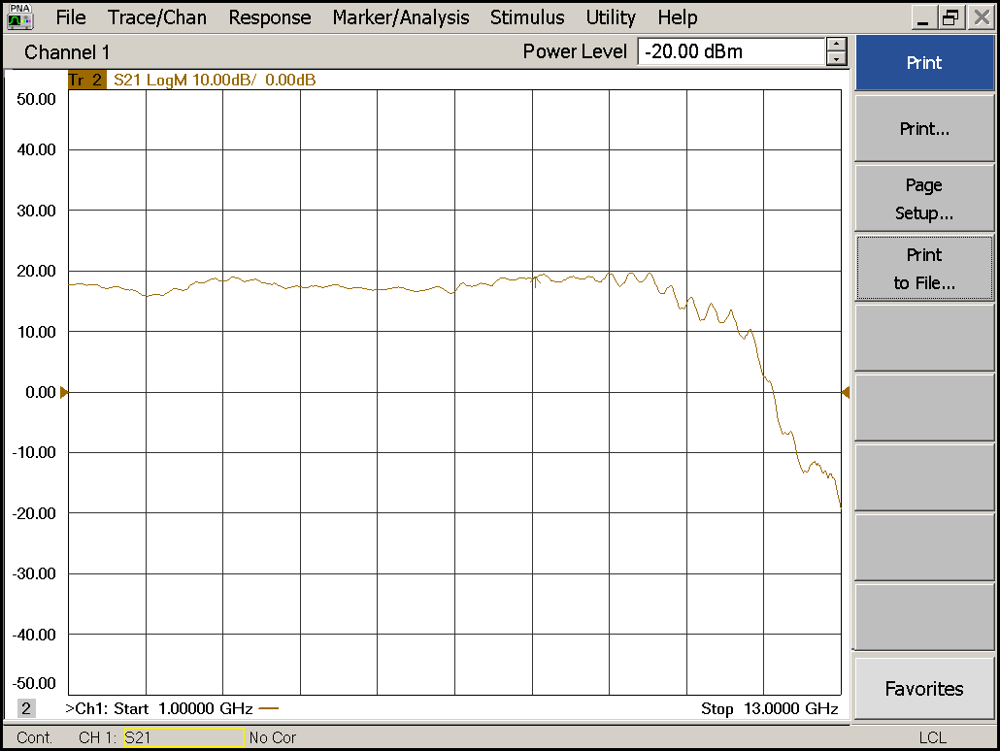 PNA
File Trace/Chan Response Marker/Analysis Stimulus Utility Help
Channel 1 Power Level -20.00 dBm
Print
Print...
Page
Setup...
Print
to File...
Favorites
Tr 2 S21 LogM 10.00dB/ 0.00dB
50.00
40.00
30.00
20.00
10.00
0.00
-10.00
-20.00
-30.00
-40.00
-50.00
2 >Ch1: Start 1.00000 GHz Stop 13.0000 GHz
Cont. CH 1: S21 No Cor LCL